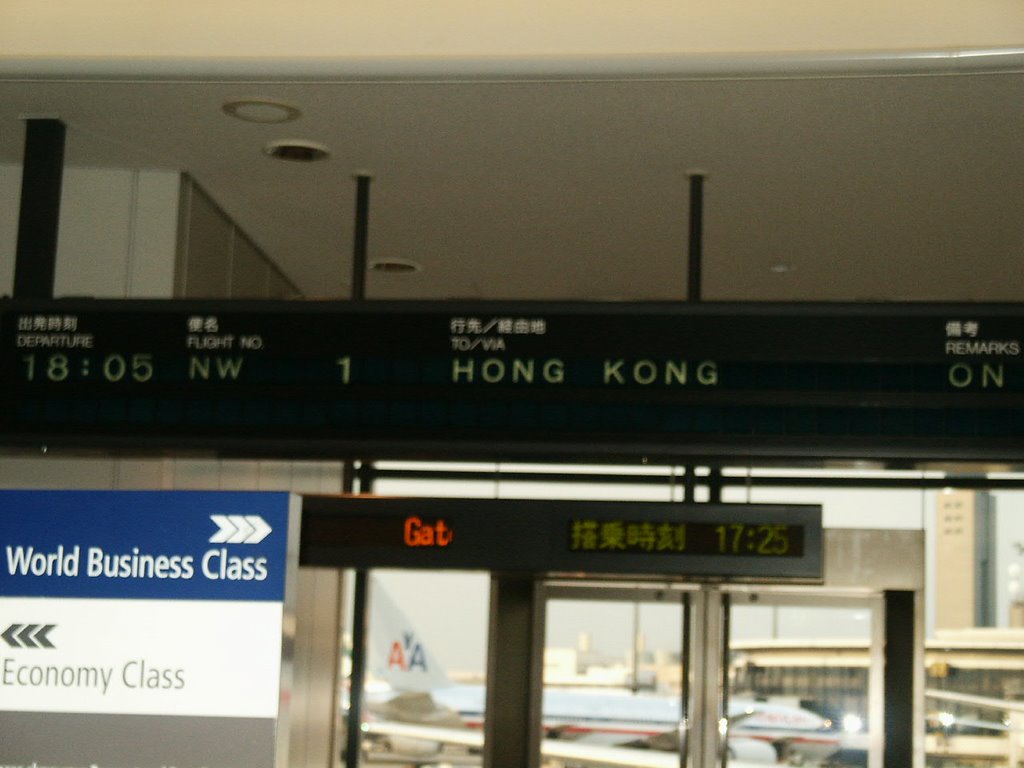 出発時刻 便名 行先／経由地 備考
DEPARTURE FLIGHT NO. TO/VIA REMARKS
18:05 NW 1 HONG KONG ON
Gat 搭乗時刻 17:25
World Business Class
Economy Class
AA